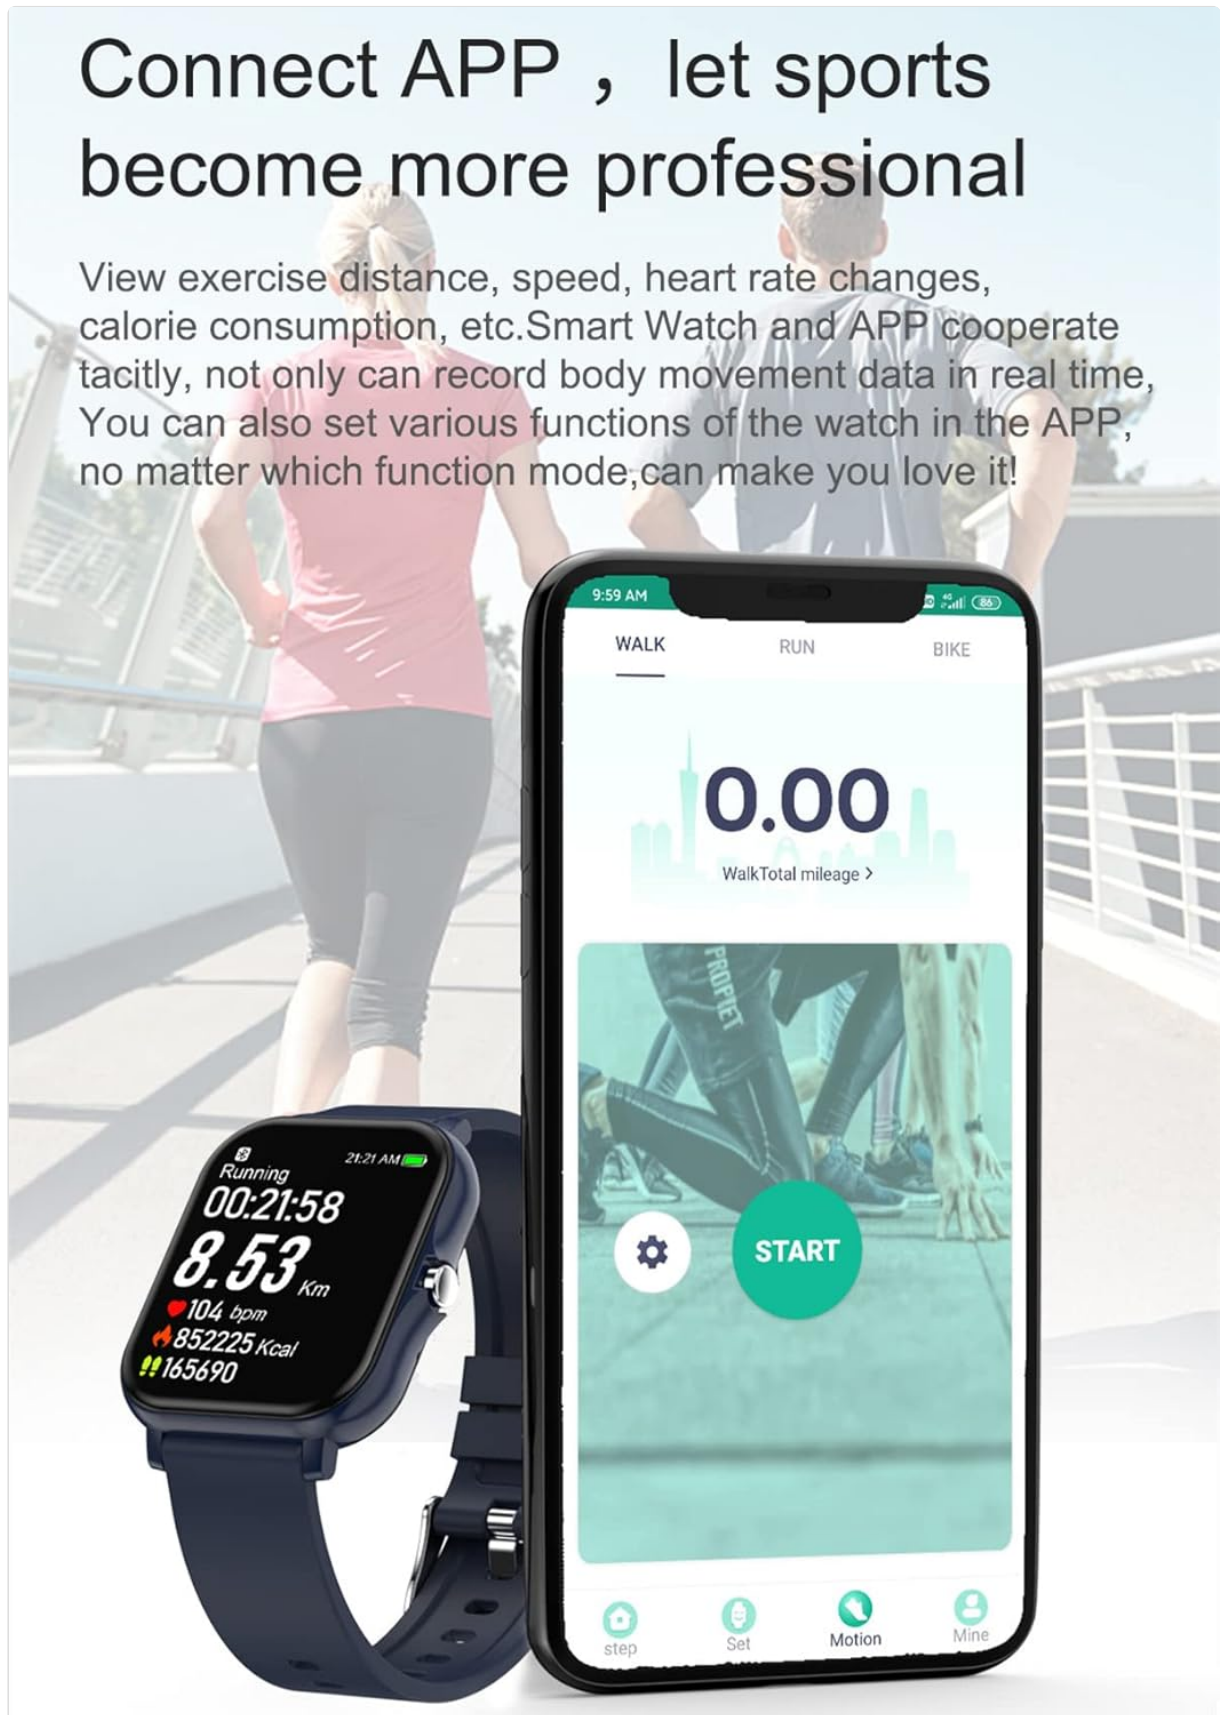 Connect APP， let sports
become more professional
View exercise distance, speed, heart rate changes,
calorie consumption, etc.Smart Watch and APP cooperate
tacitly, not only can record body movement data in real time,
You can also set various functions of the watch in the APP,
no matter which function mode,can make you love it!
9:59 AM
4G
86
WALK RUN BIKE
0.00
WalkTotal mileage >
PROPIET
START
step Set Motion Mine
21:21 AM
Running
00:21:58
8.53 Km
104 bpm
852225 Kcal
165690